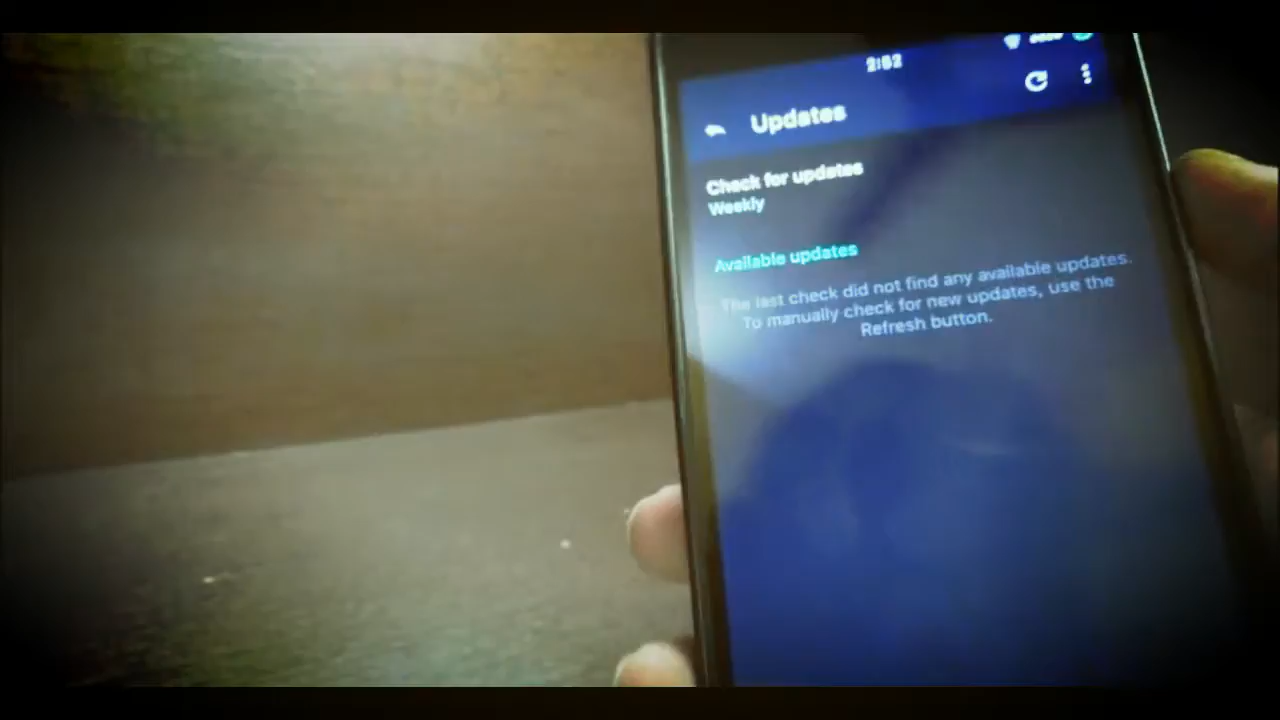 2:52
Updates
Check for updates
Weekly
Available updates
The last check did not find any available updates.
To manually check for new updates, use the
Refresh button.